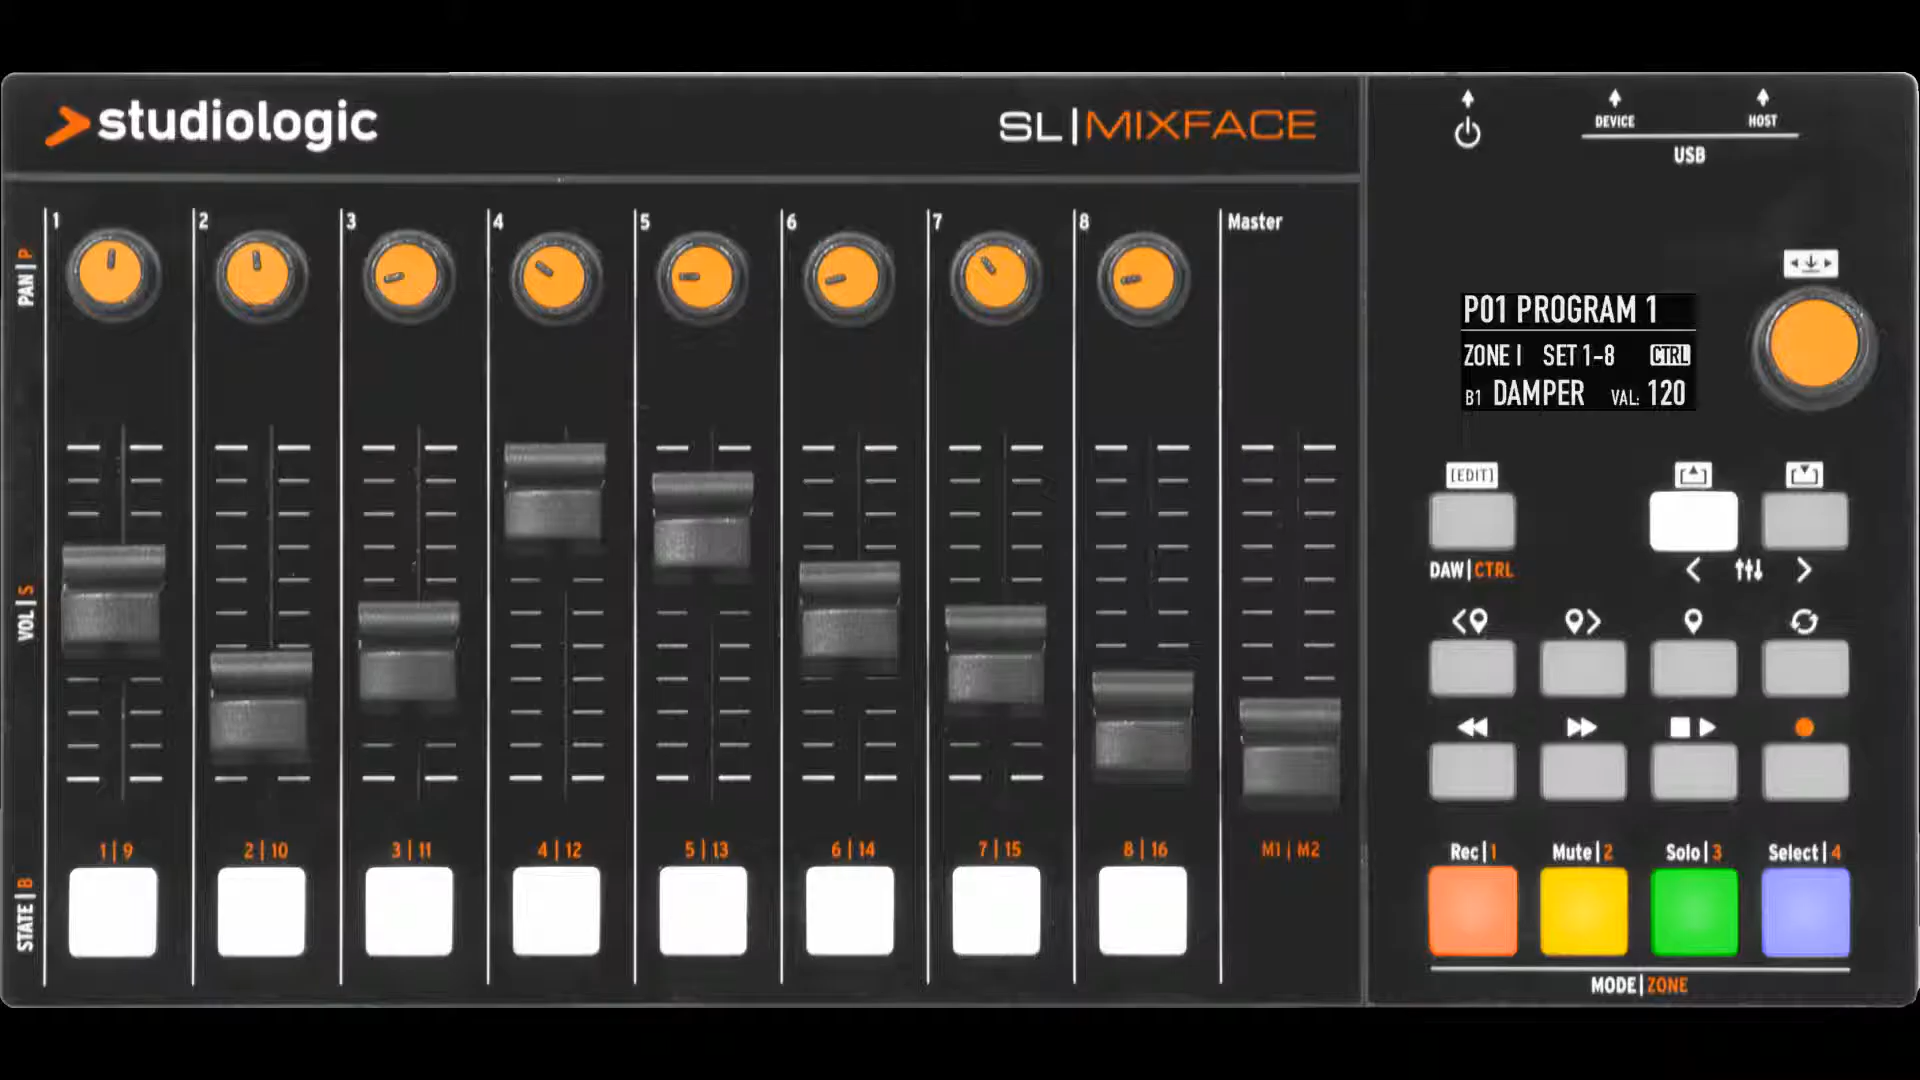 studiologic
SL|MIXFACE
DEVICE
HOST
USB
1
2
3
4
5
6
7
8
Master
PAN|P
P01 PROGRAM 1
ZONE I SET 1-8 CTRL
B1 DAMPER VAL: 120
[EDIT]
DAW|CTRL
VOL|S
1|9
2|10
3|11
4|12
5|13
6|14
7|15
8|16
M1|M2
Rec|1
Mute|2
Solo|3
Select|4
STATE|B
MODE|ZONE